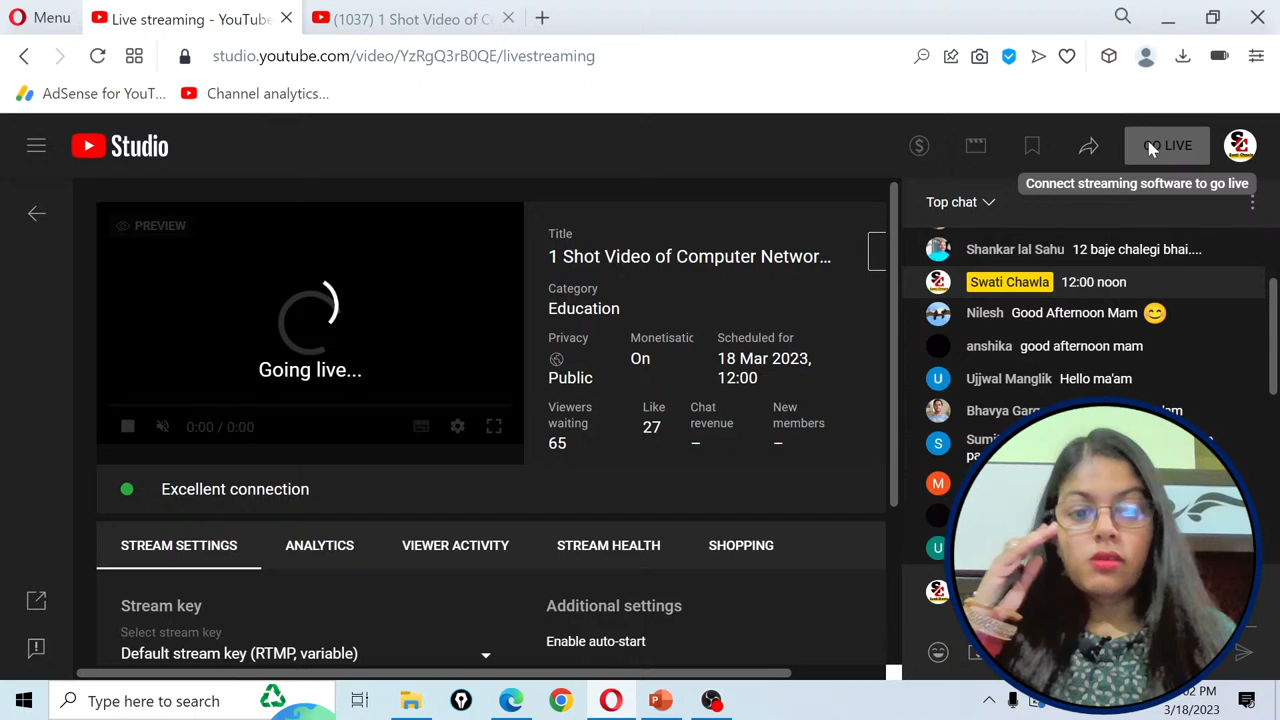 Menu
Live streaming - YouTube
(1037) 1 Shot Video of C
studio.youtube.com/video/YzRgQ3rB0QE/livestreaming
AdSense for YouT...
Channel analytics...
Studio
GO LIVE
Connect streaming software to go live
PREVIEW
Going live...
0:00 / 0:00
Title
1 Shot Video of Computer Networ...
Category
Education
Privacy
Public
Monetisatic
On
Scheduled for
18 Mar 2023,
12:00
Viewers
waiting
65
Like
27
Chat
revenue
–
New
members
–
Excellent connection
STREAM SETTINGS
ANALYTICS
VIEWER ACTIVITY
STREAM HEALTH
SHOPPING
Stream key
Select stream key
Default stream key (RTMP, variable)
Additional settings
Enable auto-start
Top chat
Shankar lal Sahu 12 baje chalegi bhai....
Swati Chawla 12:00 noon
Nilesh Good Afternoon Mam 😊
anshika good afternoon mam
U Ujjwal Manglik Hello ma'am
Bhavya Garg
S
M
U
Type here to search
02 PM
3/18/2023